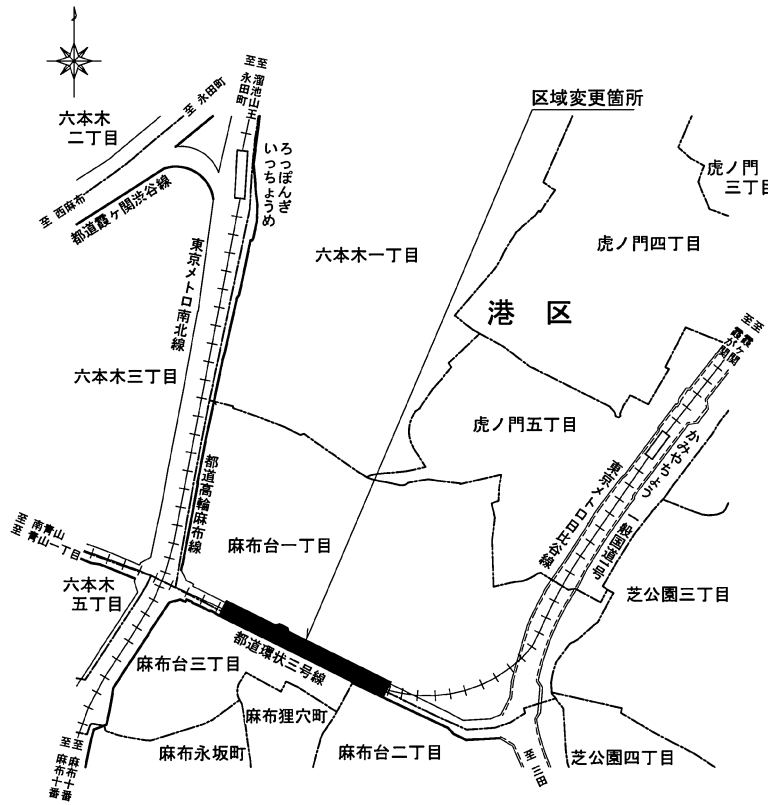 区域変更箇所
至 永田町
至 溜池山王
至 永田町
六本木
二丁目
ろっぽんぎ
いっちょうめ
虎ノ門
三丁目
至 西麻布
都道霞ヶ関渋谷線
六本木一丁目
虎ノ門四丁目
東京メトロ南北線
港 区
至 霞ヶ関
至 霞が関
六本木三丁目
虎ノ門五丁目
かみやちょう
都道高輪麻布線
東京メトロ日比谷線
一般国道一号
至 南青山
至 青山一丁目
麻布台一丁目
六本木
五丁目
芝公園三丁目
都道環状三号線
麻布台三丁目
麻布狸穴町
麻布永坂町
麻布台二丁目
至 三田
芝公園四丁目
至 麻布十番
至 麻布十番